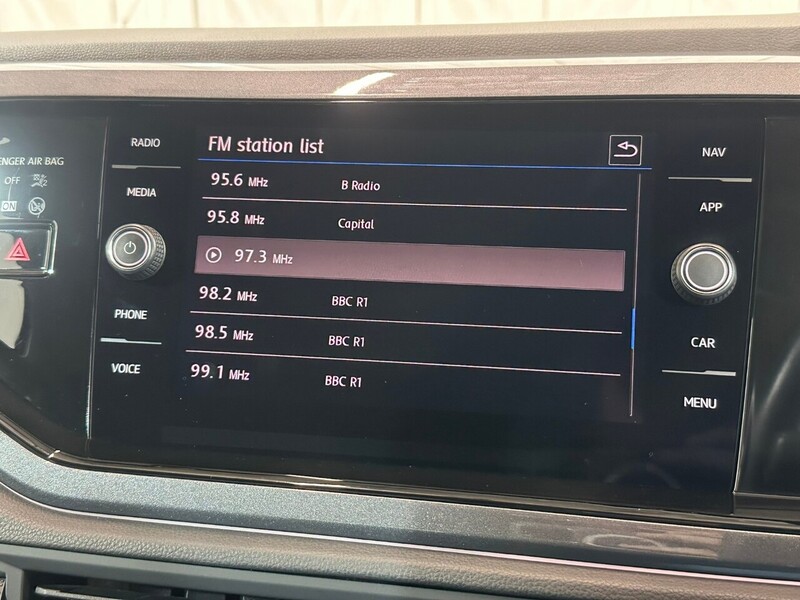 FM station list
95.6 MHz B Radio
95.8 MHz Capital
97.3 MHz
98.2 MHz BBC R1
98.5 MHz BBC R1
99.1 MHz BBC R1
RADIO
MEDIA
PHONE
VOICE
NAV
APP
CAR
MENU
ENGER AIR BAG
OFF
ON